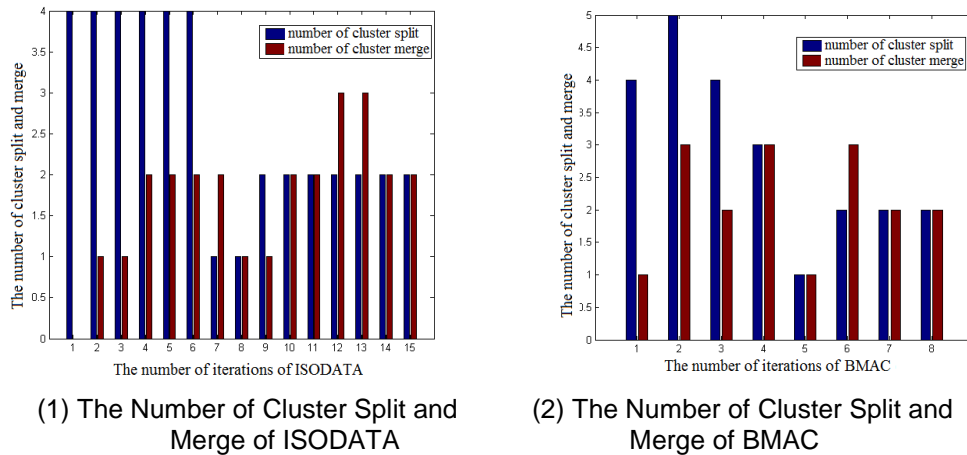 4
3.5
3
2.5
2
1.5
1
0.5
0
The number of cluster split and merge
number of cluster split
number of cluster merge
1 2 3 4 5 6 7 8 9 10 11 12 13 14 15
The number of iterations of ISODATA
(1) The Number of Cluster Split and
Merge of ISODATA
5
4.5
4
3.5
3
2.5
2
1.5
1
0.5
0
The number of cluster split and merge
number of cluster split
number of cluster merge
1 2 3 4 5 6 7 8
The number of iterations of BMAC
(2) The Number of Cluster Split and
Merge of BMAC